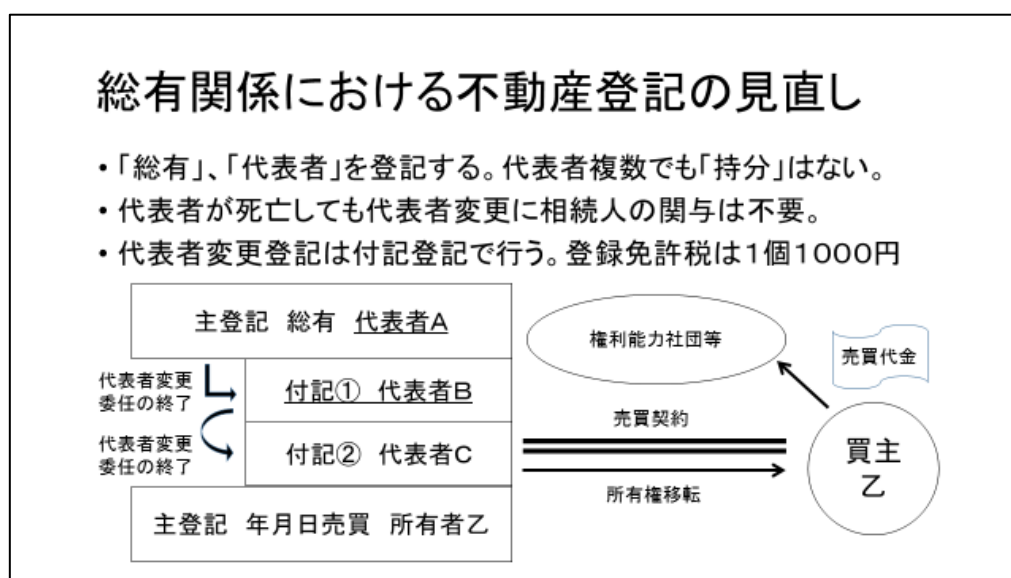 総有関係における不動産登記の見直し
・「総有」、「代表者」を登記する。代表者複数でも「持分」はない。
・代表者が死亡しても代表者変更に相続人の関与は不要。
・代表者変更登記は付記登記で行う。登録免許税は1個1000円
主登記　総有　代表者A
権利能力社団等
売買代金
代表者変更
委任の終了
付記①　代表者B
売買契約
代表者変更
委任の終了
付記②　代表者C
買主
乙
所有権移転
主登記　年月日売買　所有者乙